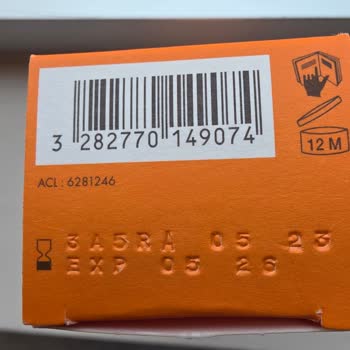 3 282770 149074
12 M
ACL : 6281246
3A5RA 05 23
EXP 05 26